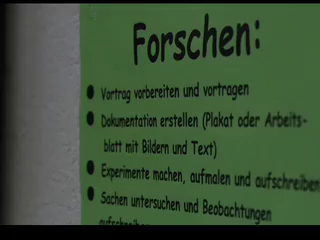 Forschen:
● Vortrag vorbereiten und vortragen
● Dokumentation erstellen (Plakat oder Arbeits-
blatt mit Bildern und Text)
● Experimente machen, aufmalen und aufschreiben
● Sachen untersuchen und Beobachtungen
aufschreiben